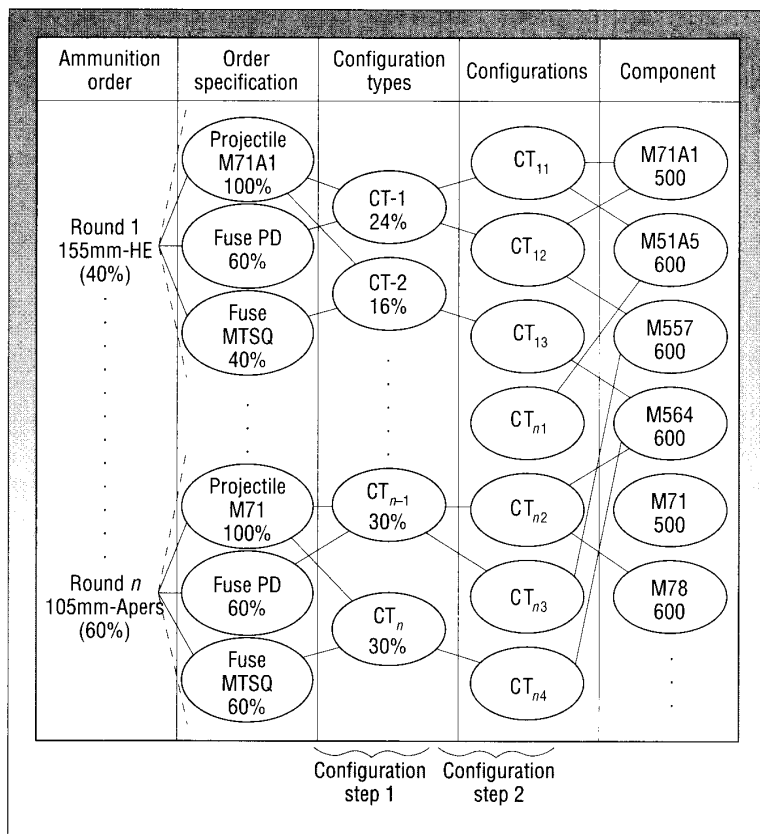 Ammunition
order
Order
specification
Configuration
types
Configurations
Component
Round 1
155mm-HE
(40%)
Round n
105mm-Apers
(60%)
Projectile
M71A1
100%
Fuse PD
60%
Fuse
MTSQ
40%
Projectile
M71
100%
Fuse PD
60%
Fuse
MTSQ
60%
CT-1
24%
CT-2
16%
CTn–1
30%
CTn
30%
CT11
CT12
CT13
CTn1
CTn2
CTn3
CTn4
M71A1
500
M51A5
600
M557
600
M564
600
M71
500
M78
600
Configuration
step 1
Configuration
step 2